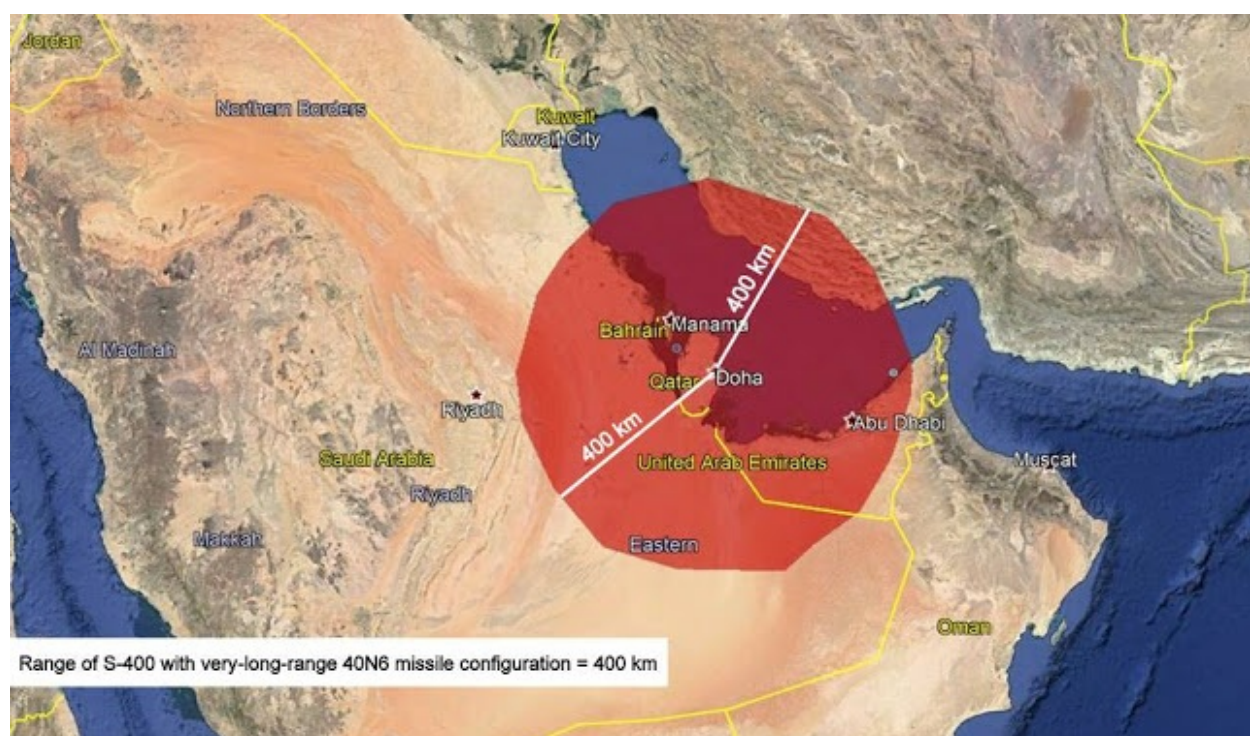 Jordan
Northern Borders
Kuwait
Kuwait City
400 km
Bahrain
Manama
Al Madinah
Qatar
Doha
Riyadh
400 km
Abu Dhabi
Saudi Arabia
United Arab Emirates
Muscat
Riyadh
Makkah
Eastern
Oman
Range of S-400 with very-long-range 40N6 missile configuration = 400 km